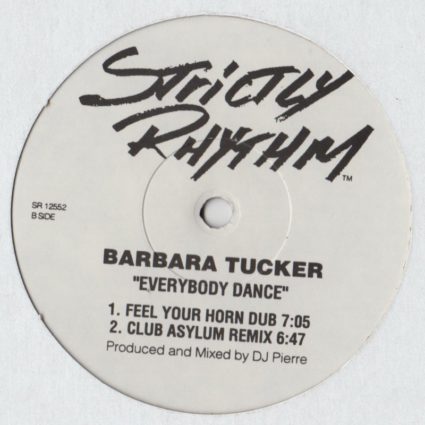 STRICTLY
RHYTHM
TM
SR 12552
B SIDE
BARBARA TUCKER
"EVERYBODY DANCE"
1. FEEL YOUR HORN DUB 7:05
2. CLUB ASYLUM REMIX 6:47
Produced and Mixed by DJ Pierre